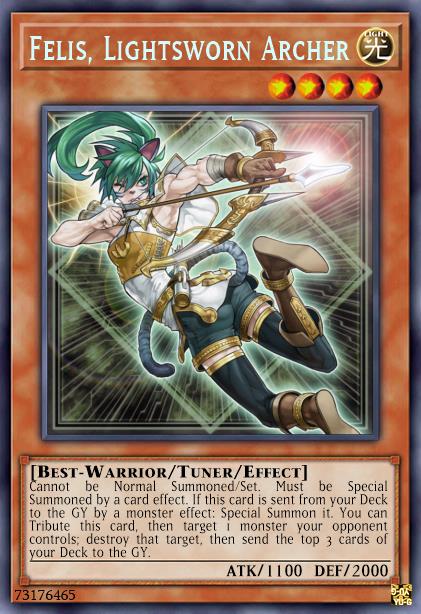 FELIS, LIGHTSWORN ARCHER
LIGHT
光
[BEST-WARRIOR/TUNER/EFFECT]
Cannot be Normal Summoned/Set. Must be Special
Summoned by a card effect. If this card is sent from your Deck
to the GY by a monster effect: Special Summon it. You can
Tribute this card, then target 1 monster your opponent
controls; destroy that target, then send the top 3 cards of
your Deck to the GY.
ATK/1100 DEF/2000
73176465